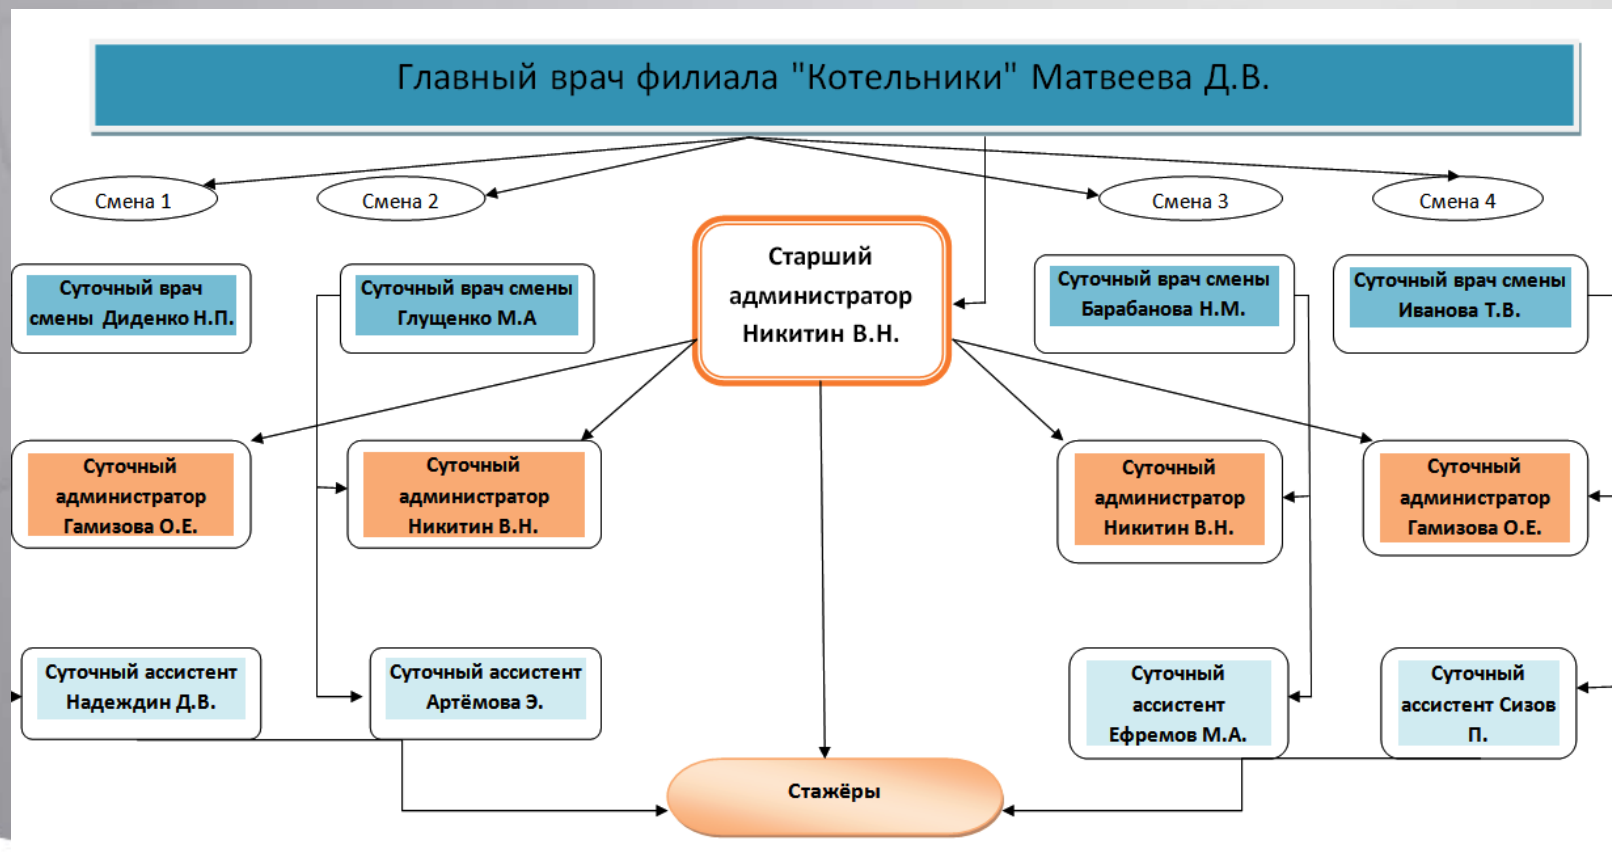 Главный врач филиала "Котельники" Матвеева Д.В.
Смена 1
Смена 2
Смена 3
Смена 4
Старший
администратор
Никитин В.Н.
Суточный врач
смены Диденко Н.П.
Суточный врач смены
Глущенко М.А
Суточный врач смены
Барабанова Н.М.
Суточный врач смены
Иванова Т.В.
Суточный
администратор
Гамизова О.Е.
Суточный
администратор
Никитин В.Н.
Суточный
администратор
Никитин В.Н.
Суточный
администратор
Гамизова О.Е.
Суточный ассистент
Надеждин Д.В.
Суточный ассистент
Артёмова Э.
Суточный
ассистент
Ефремов М.А.
Суточный
ассистент Сизов
П.
Стажёры